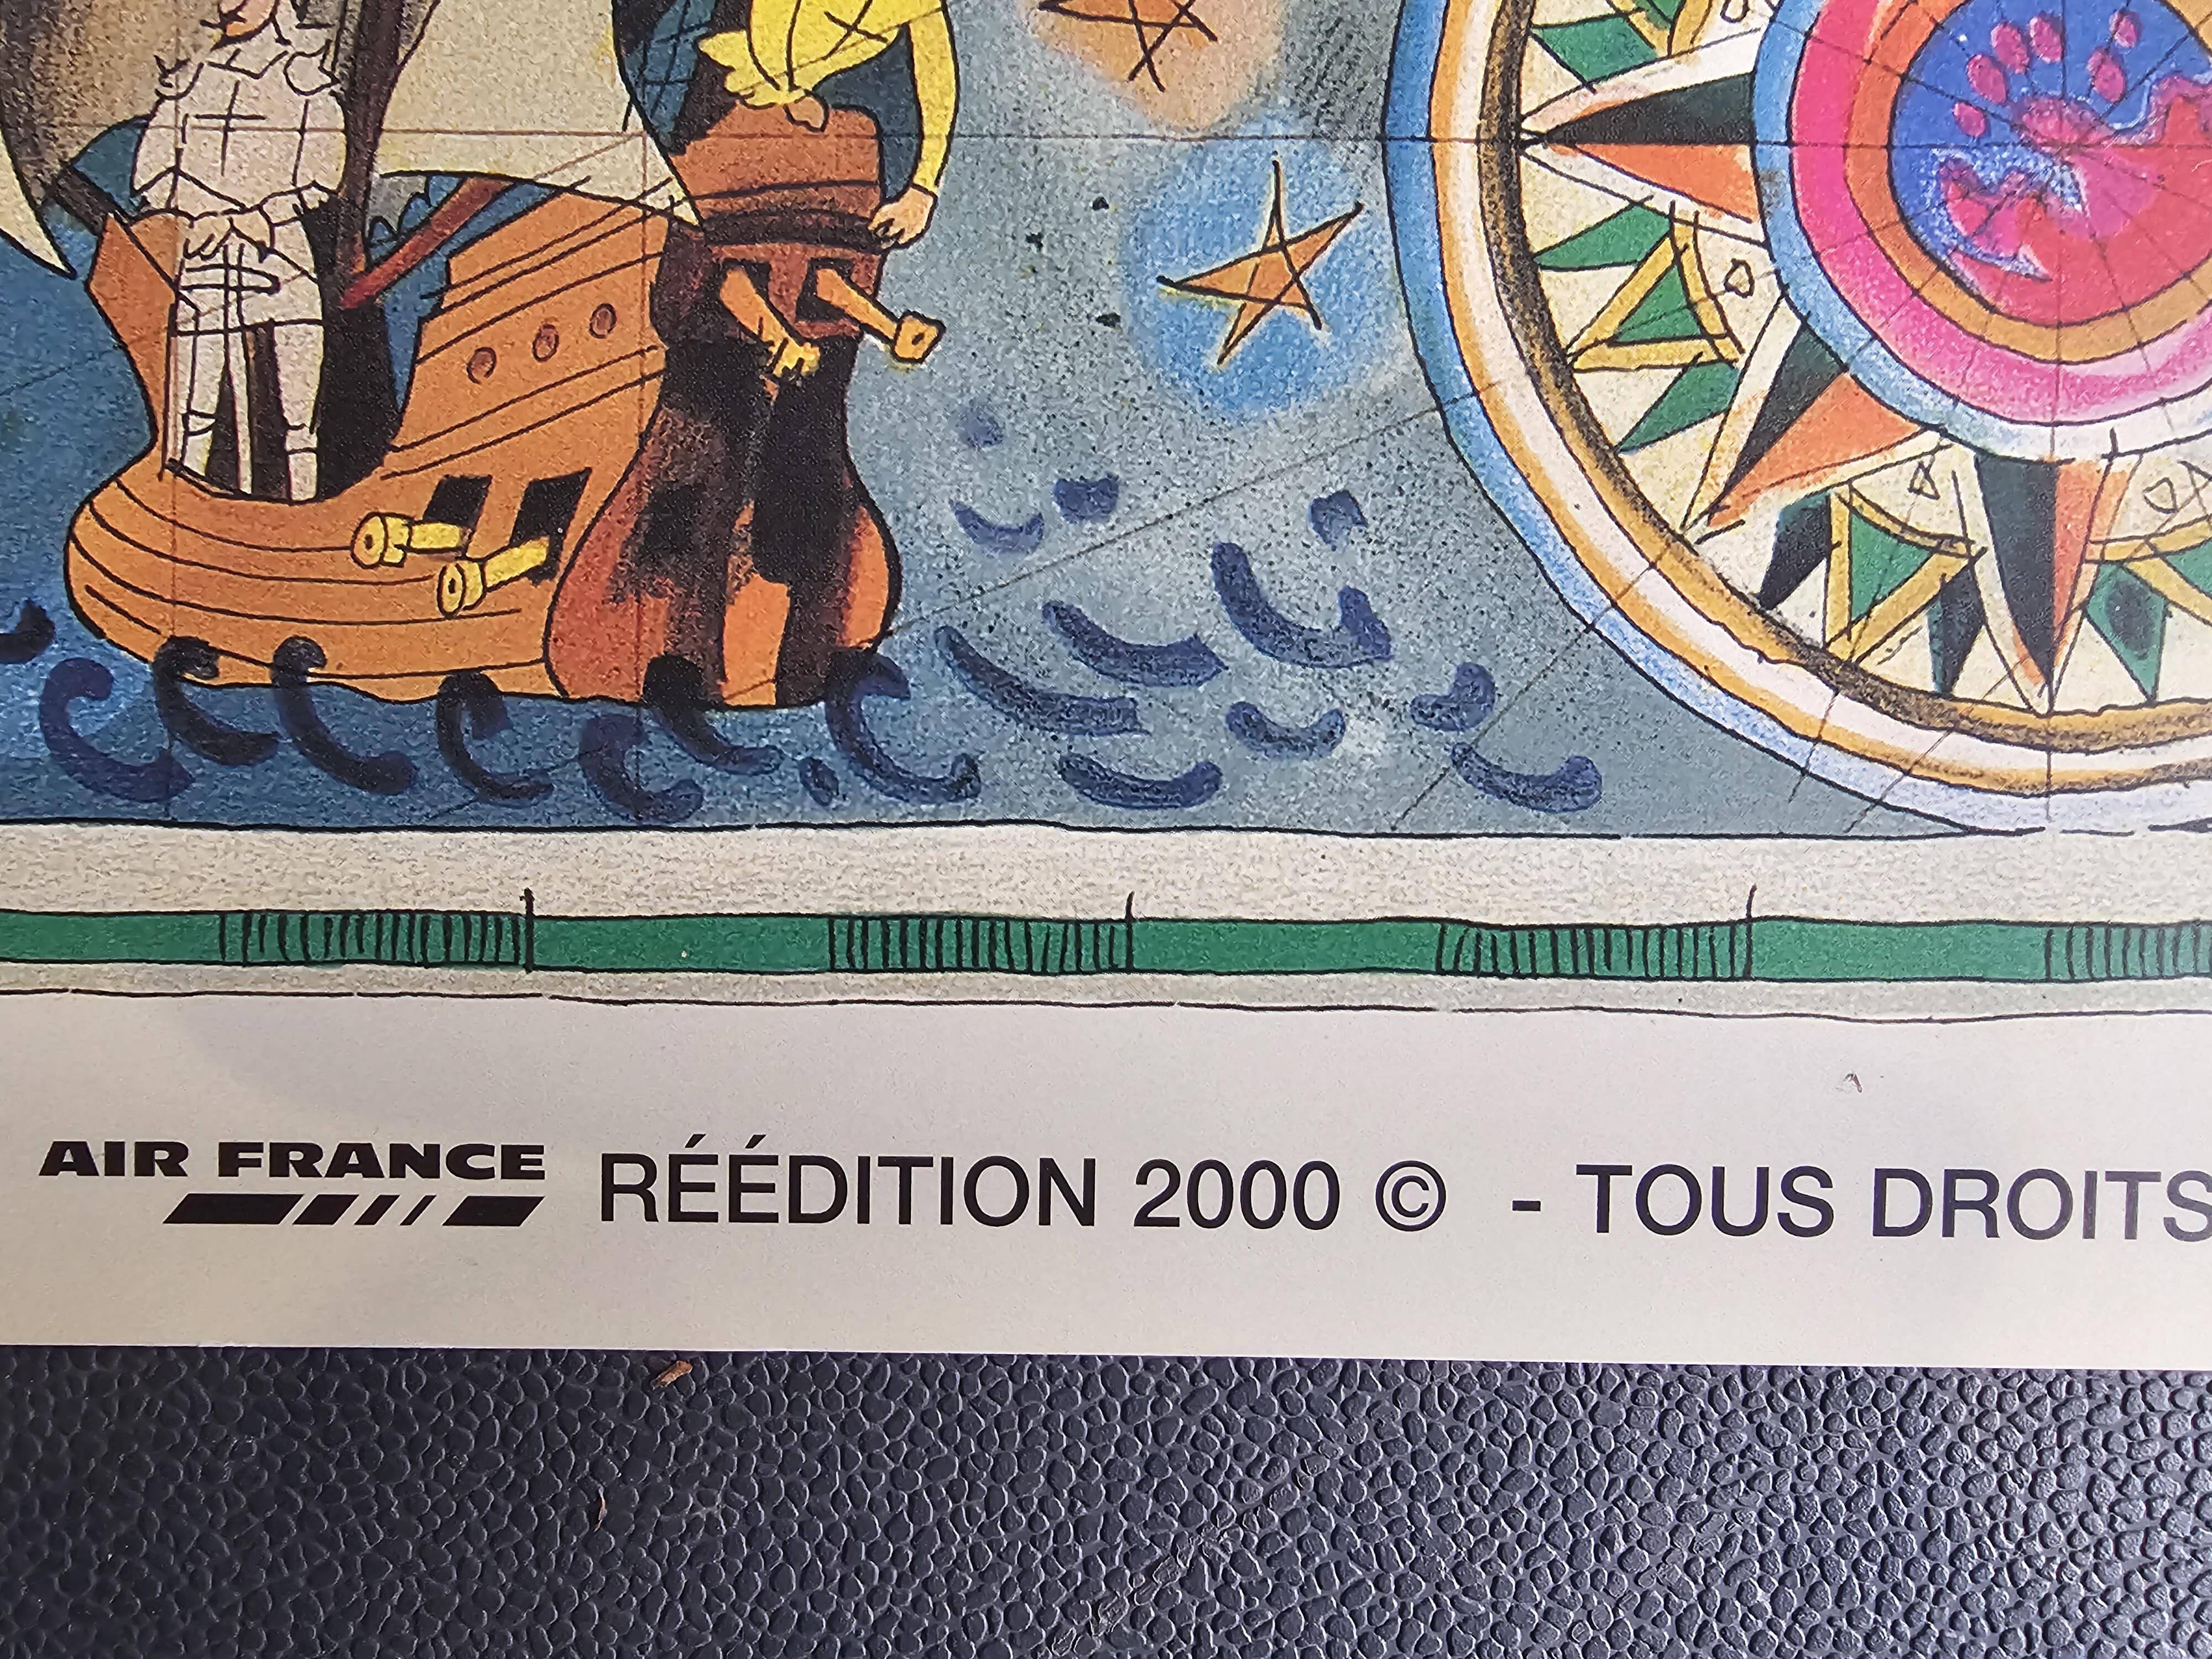 AIR FRANCE RÉÉDITION 2000 © - TOUS DROITS